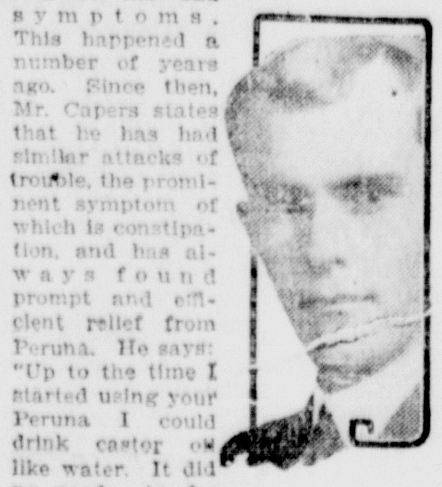 symptoms.
This happened a
number of years
ago. Since then,
Mr. Capers states
that he has had
similar attacks of
trouble, the promi-
nent symptom of
which is constipa-
tion, and has al-
ways found
prompt and effi-
cient relief from
Peruna. He says:
"Up to the time I
started using your
Peruna I could
drink castor oil
like water. It did